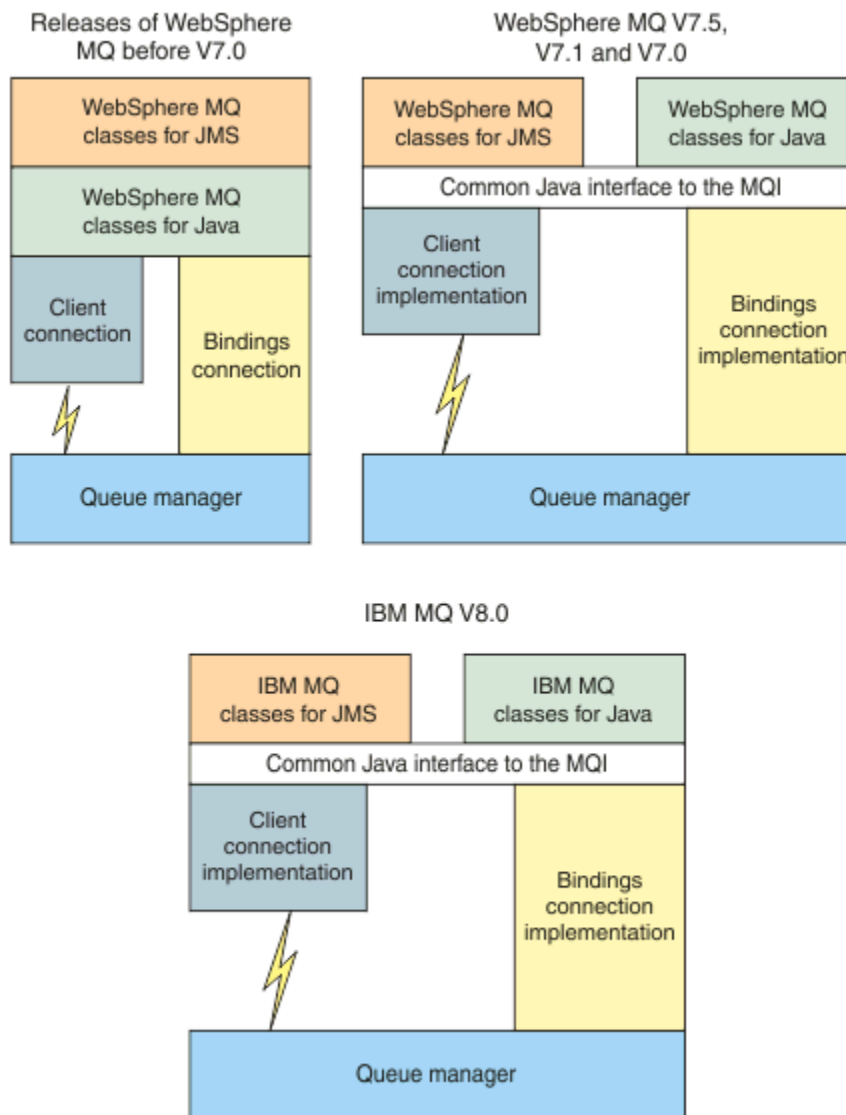 Releases of WebSphere
MQ before V7.0
WebSphere MQ
classes for JMS
WebSphere MQ
classes for Java
Client
connection
Bindings
connection
Queue manager
WebSphere MQ V7.5,
V7.1 and V7.0
WebSphere MQ
classes for JMS
WebSphere MQ
classes for Java
Common Java interface to the MQI
Client
connection
implementation
Bindings
connection
implementation
Queue manager
IBM MQ V8.0
IBM MQ
classes for JMS
IBM MQ
classes for Java
Common Java interface to the MQI
Client
connection
implementation
Bindings
connection
implementation
Queue manager